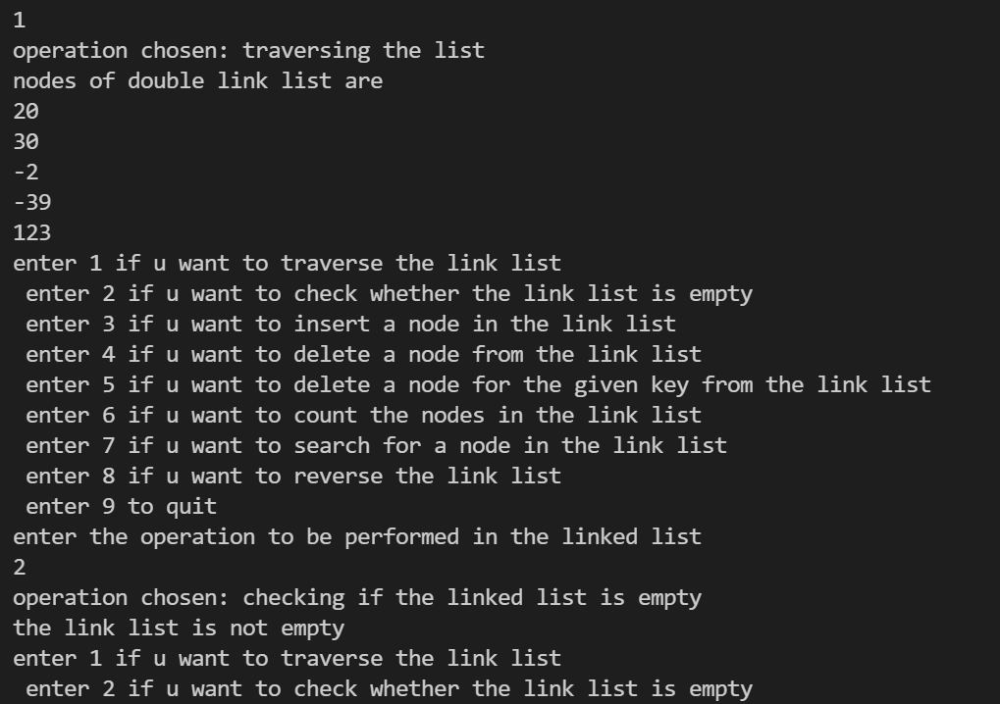 1
operation chosen: traversing the list
nodes of double link list are
20
30
-2
-39
123
enter 1 if u want to traverse the link list
enter 2 if u want to check whether the link list is empty
enter 3 if u want to insert a node in the link list
enter 4 if u want to delete a node from the link list
enter 5 if u want to delete a node for the given key from the link list
enter 6 if u want to count the nodes in the link list
enter 7 if u want to search for a node in the link list
enter 8 if u want to reverse the link list
enter 9 to quit
enter the operation to be performed in the linked list
2
operation chosen: checking if the linked list is empty
the link list is not empty
enter 1 if u want to traverse the link list
enter 2 if u want to check whether the link list is empty